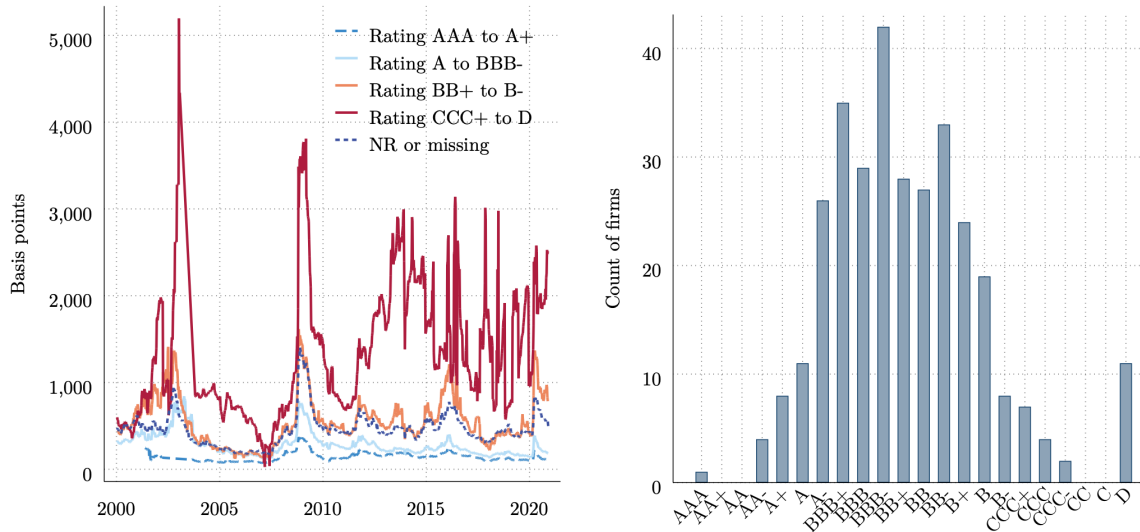 5,000
4,000
3,000
2,000
1,000
0
Basis points
2000
2005
2010
2015
2020
Rating AAA to A+
Rating A to BBB-
Rating BB+ to B-
Rating CCC+ to D
NR or missing
40
30
20
10
0
Count of firms
AAA
AA+
AA
AA-
A+
A
A-
BBB+
BBB
BBB-
BB+
BB
BB-
B+
B
B-
CCC+
CCC
CCC-
CC
C
D